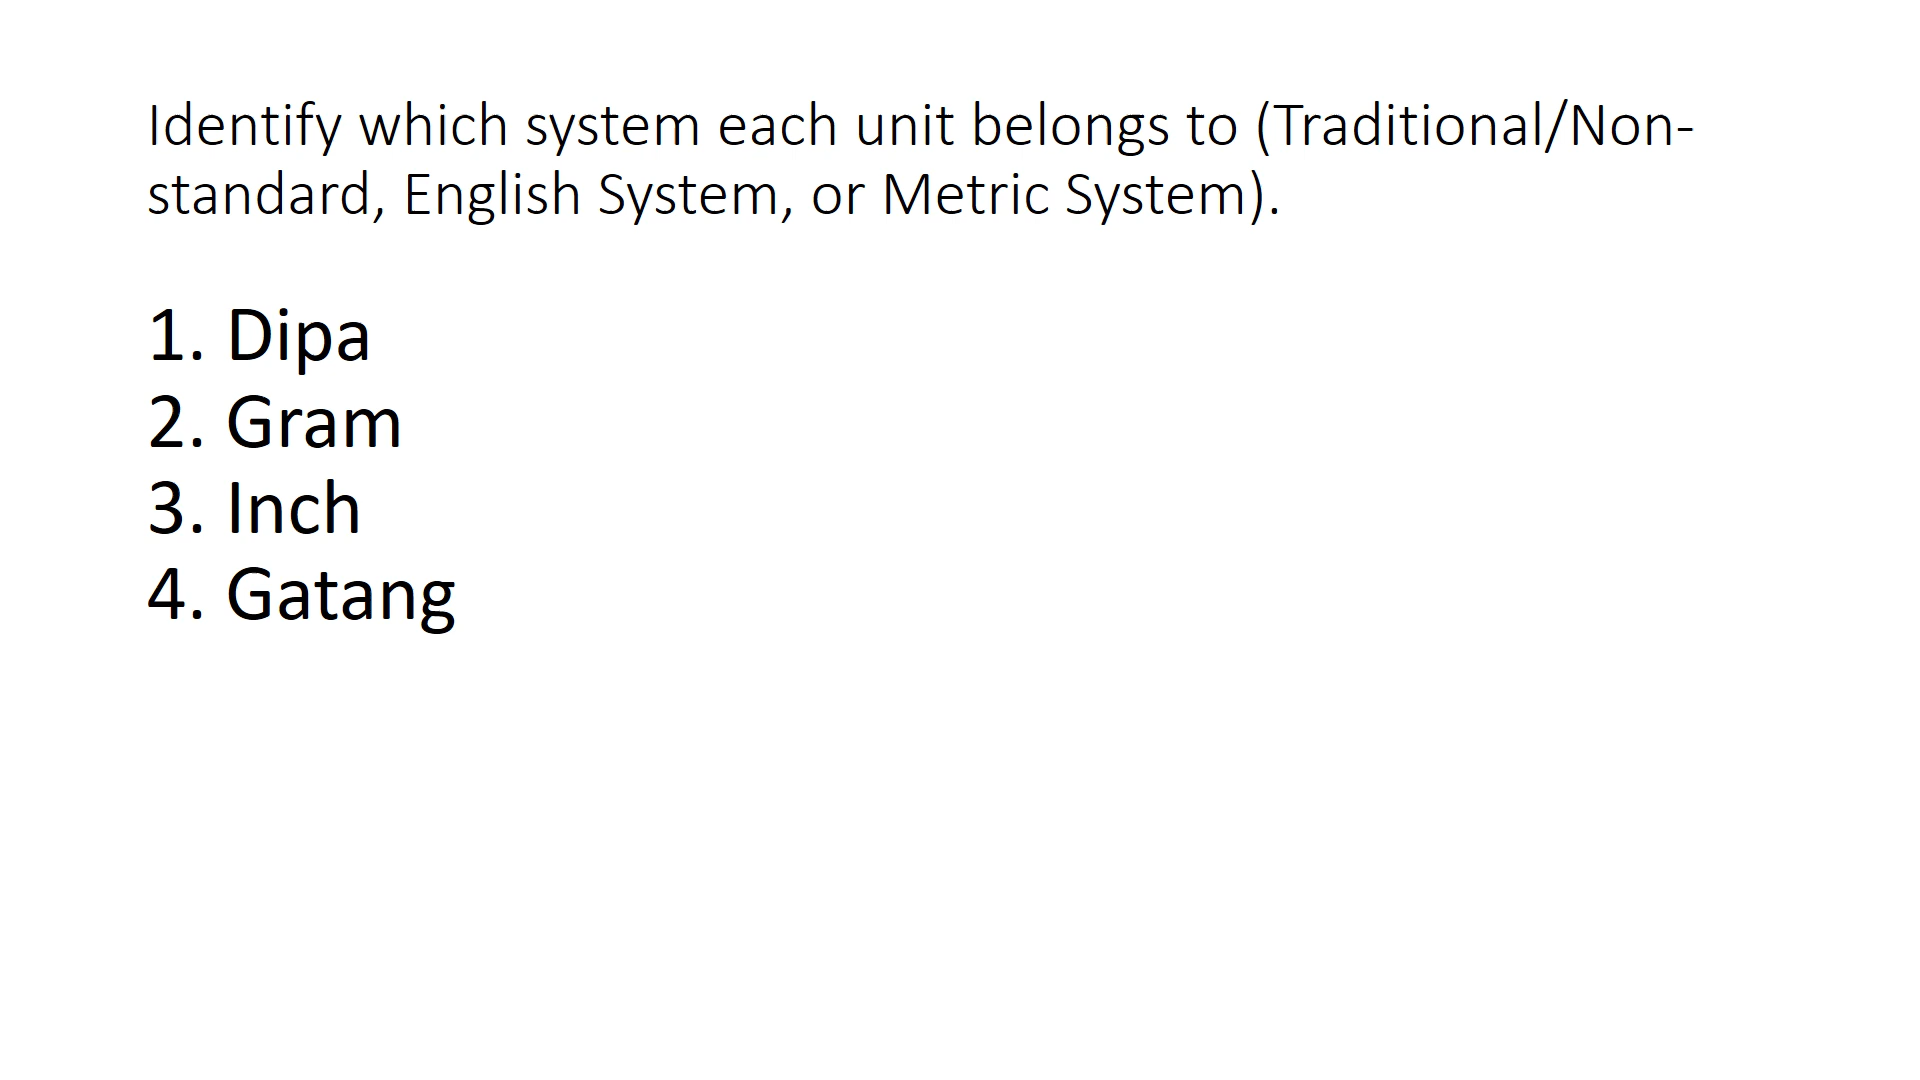 Identify which system each unit belongs to (Traditional/Non-
standard, English System, or Metric System).
1. Dipa
2. Gram
3. Inch
4. Gatang